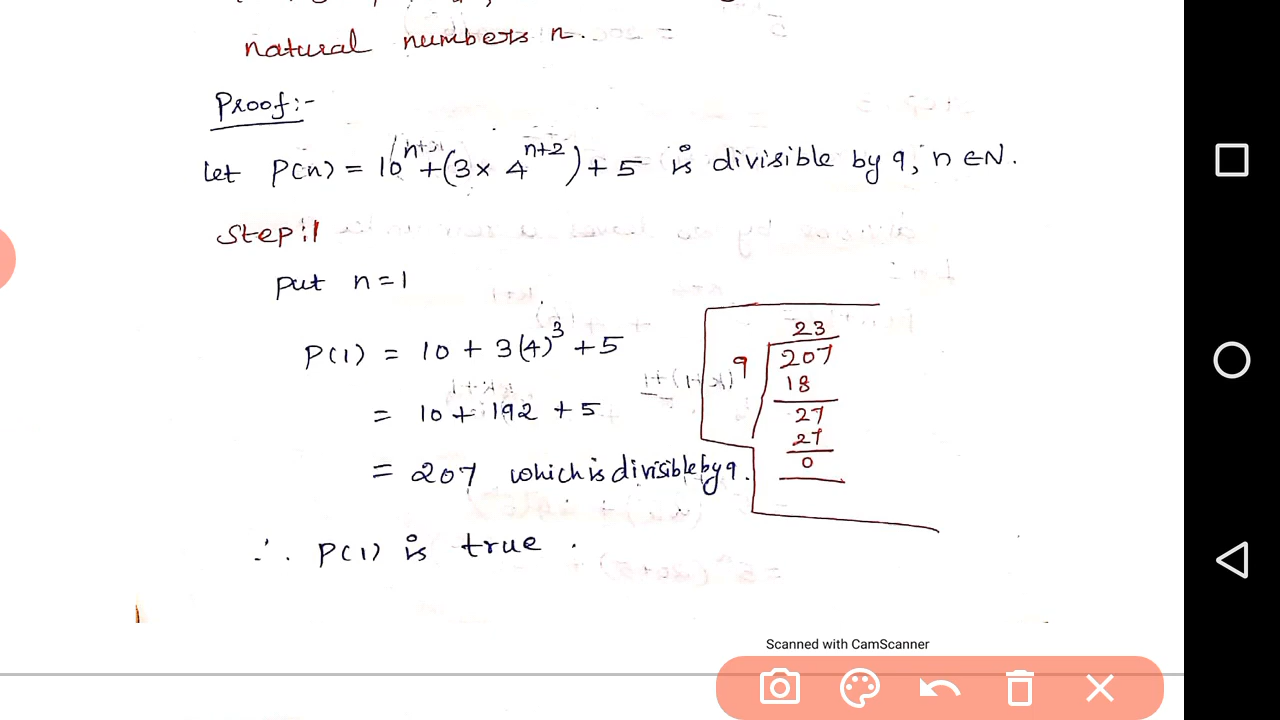 natural numbers n.
Proof:-
Let P(n) = 10 + (3 x 4^{n+2}) + 5 is divisible by 9, n ∈ N.
Step:1
Put n = 1
P(1) = 10 + 3(4)^3 + 5
= 10 + 192 + 5
= 207 which is divisible by 9.
∴ P(1) is true.
23
9 207
18
27
27
0
Scanned with CamScanner